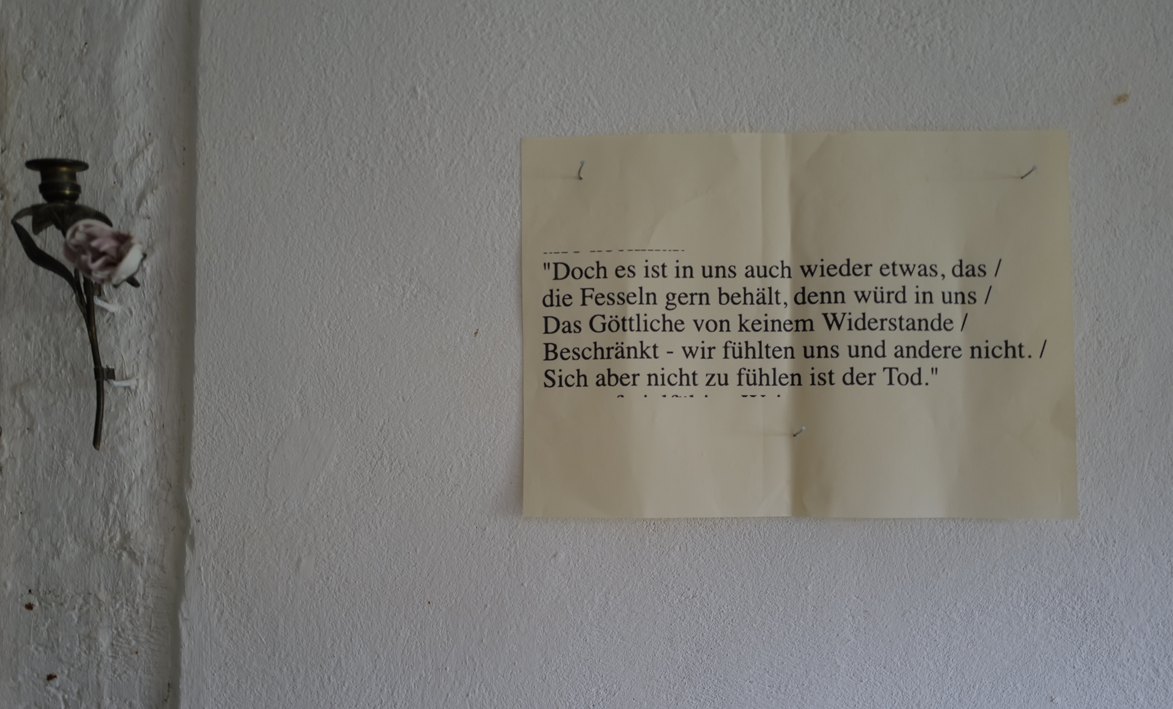 "Doch es ist in uns auch wieder etwas, das /
die Fesseln gern behält, denn würd in uns /
Das Göttliche von keinem Widerstande /
Beschränkt - wir fühlten uns und andere nicht. /
Sich aber nicht zu fühlen ist der Tod."